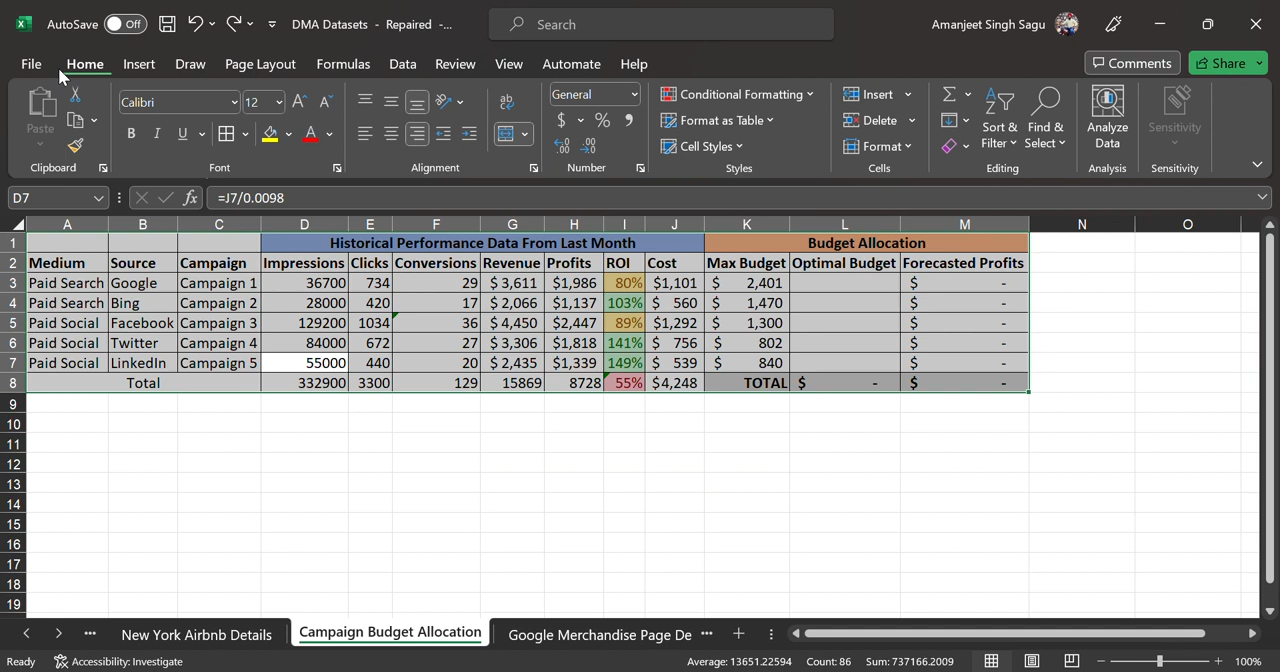 AutoSave Off DMA Datasets - Repaired -... Search Amanjeet Singh Sagu
File Home Insert Draw Page Layout Formulas Data Review View Automate Help Comments Share
Paste Calibri 12 General Conditional Formatting Format as Table Cell Styles Insert Delete Format Sort & Filter Find & Select Analyze Data Sensitivity
Clipboard Font Alignment Number Styles Cells Editing Analysis Sensitivity
D7 fx =J7/0.0098
A B C D E F G H I J K L M N O
1 Historical Performance Data From Last Month Budget Allocation
2 Medium Source Campaign Impressions Clicks Conversions Revenue Profits ROI Cost Max Budget Optimal Budget Forecasted Profits
3 Paid Search Google Campaign 1 36700 734 29 $ 3,611 $1,986 80% $1,101 $ 2,401 $ -
4 Paid Search Bing Campaign 2 28000 420 17 $ 2,066 $1,137 103% $ 560 $ 1,470 $ -
5 Paid Social Facebook Campaign 3 129200 1034 36 $ 4,450 $2,447 89% $1,292 $ 1,300 $ -
6 Paid Social Twitter Campaign 4 84000 672 27 $ 3,306 $1,818 141% $ 756 $ 802 $ -
7 Paid Social LinkedIn Campaign 5 55000 440 20 $ 2,435 $1,339 149% $ 539 $ 840 $ -
8 Total 332900 3300 129 15869 8728 55% $4,248 TOTAL $ - $ -
9
10
11
12
13
14
15
16
17
18
19
New York Airbnb Details Campaign Budget Allocation Google Merchandise Page De ...
Ready Accessibility: Investigate Average: 13651.22594 Count: 86 Sum: 737166.2009 100%